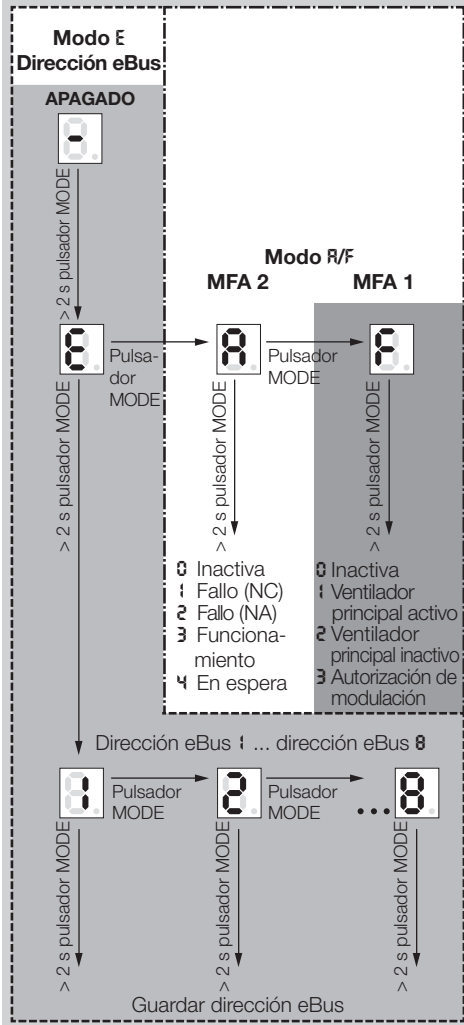 Modo E
Dirección eBus
APAGADO
-
> 2 s pulsador MODE
Modo A/F
MFA 2
MFA 1
E
Pulsa-
dor
MODE
A
Pulsador
MODE
F
> 2 s pulsador MODE
> 2 s pulsador MODE
> 2 s pulsador MODE
0 Inactiva
1 Fallo (NC)
2 Fallo (NA)
3 Funciona-
miento
4 En espera
0 Inactiva
1 Ventilador
principal activo
2 Ventilador
principal inactivo
3 Autorización de
modulación
Dirección eBus 1 ... dirección eBus 8
1
Pulsador
MODE
2
Pulsador
MODE
...
8
> 2 s pulsador MODE
> 2 s pulsador MODE
> 2 s pulsador MODE
Guardar dirección eBus